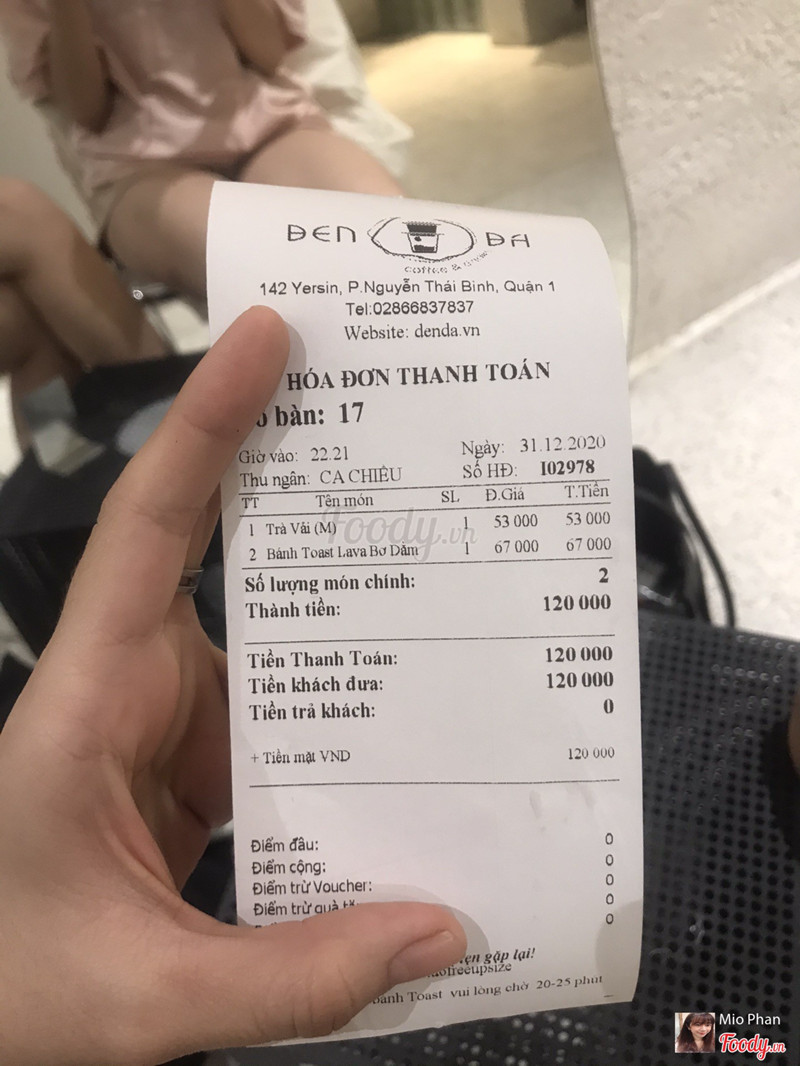 ĐEN ĐÁ
142 Yersin, P.Nguyễn Thái Bình, Quận 1
Tel:02866837837
Website: denda.vn
HÓA ĐƠN THANH TOÁN
bàn: 17
Giờ vào: 22.21 Ngày: 31.12.2020
Thu ngân: CA CHIỀU Số HĐ: I02978
TT Tên món SL Đ.Giá T.Tiền
1 Trà Vải (M) 1 53 000 53 000
2 Bánh Toast Lava Bơ Dầm 1 67 000 67 000
Foody.vn
Số lượng món chính: 2
Thành tiền: 120 000
Tiền Thanh Toán: 120 000
Tiền khách đưa: 120 000
Tiền trả khách: 0
+ Tiền mặt VND 120 000
Điểm đầu: 0
Điểm cộng: 0
Điểm trừ Voucher: 0
Điểm trừ quà 0
0
gặp lại!
bánh Toast vui lòng chờ 20-25 phút
Mio Phan
Foody.vn